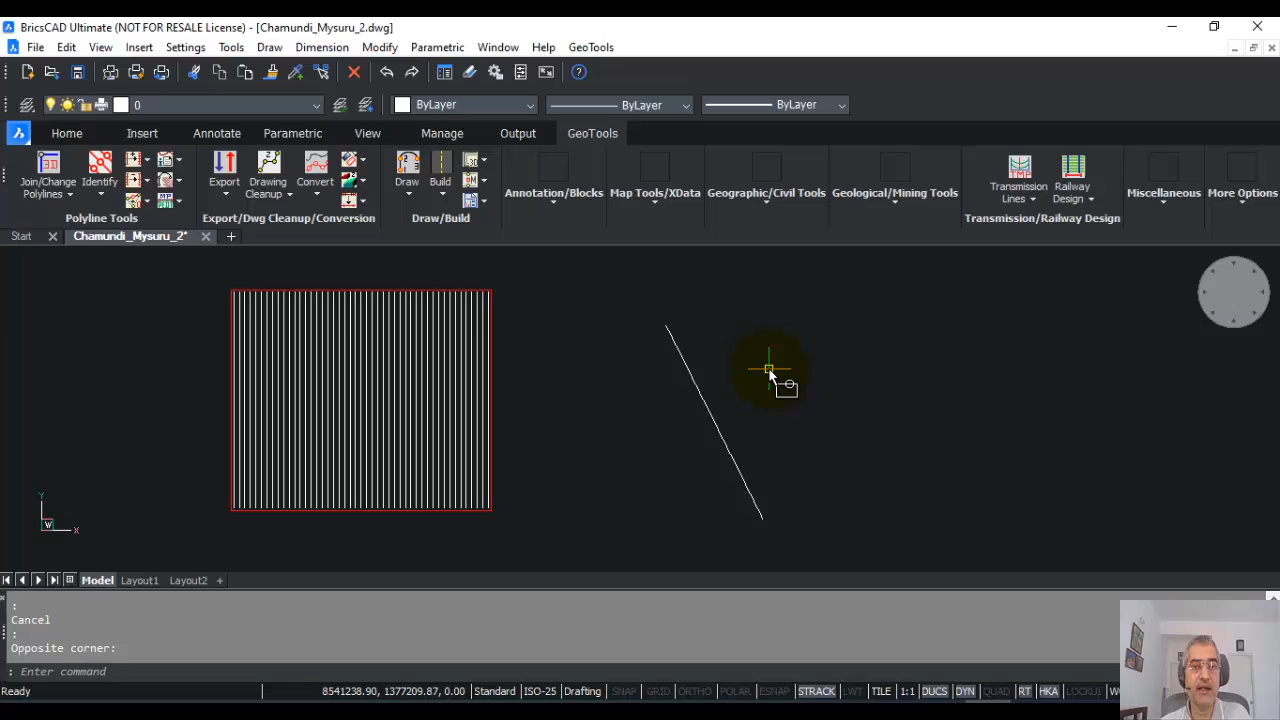 BricsCAD Ultimate (NOT FOR RESALE License) - [Chamundi_Mysuru_2.dwg]
File Edit View Insert Settings Tools Draw Dimension Modify Parametric Window Help GeoTools
0 ByLayer ByLayer ByLayer
Home Insert Annotate Parametric View Manage Output GeoTools
Join/Change Polylines Identify Export Drawing Cleanup Convert Draw Build Annotation/Blocks Map Tools/XData Geographic/Civil Tools Geological/Mining Tools Transmission Lines Railway Design Miscellaneous More Options
Polyline Tools Export/Dwg Cleanup/Conversion Draw/Build Transmission/Railway Design
Start Chamundi_Mysuru_2*
Y
W X
Model Layout1 Layout2 +
:
Cancel
:
Opposite corner:
: Enter command
Ready 8541238.90, 1377209.87, 0.00 Standard ISO-25 Drafting SNAP GRID ORTHO POLAR ESNAP STRACK LWT TILE 1:1 DUCS DYN QUAD RT HKA LOCKUI